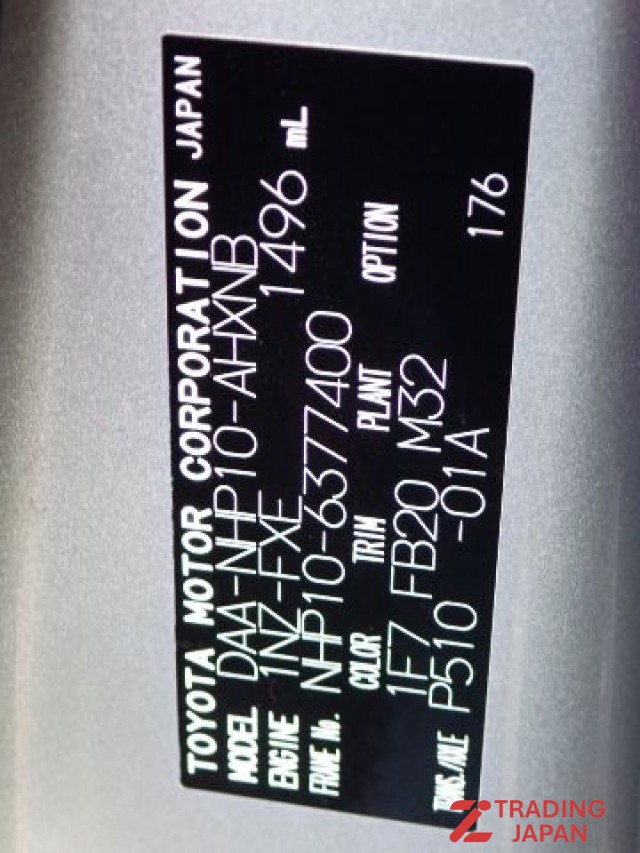 TOYOTA MOTOR CORPORATION JAPAN
MODEL DAA-NHP10-AHXNB
ENGINE 1NZ-FXE 1496 mL
FRAME No. NHP10-6377400
COLOR TRIM PLANT OPTION
1F7 FB20 M32
TRANS./AXLE P510 -01A 176
TRADING
JAPAN